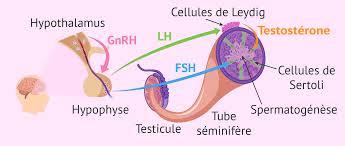 Cellules de Leydig
Hypothalamus
Testostérone
GnRH
LH
FSH
Cellules de
Sertoli
Hypophyse
Spermatogénèse
Tube
séminifère
Testicule